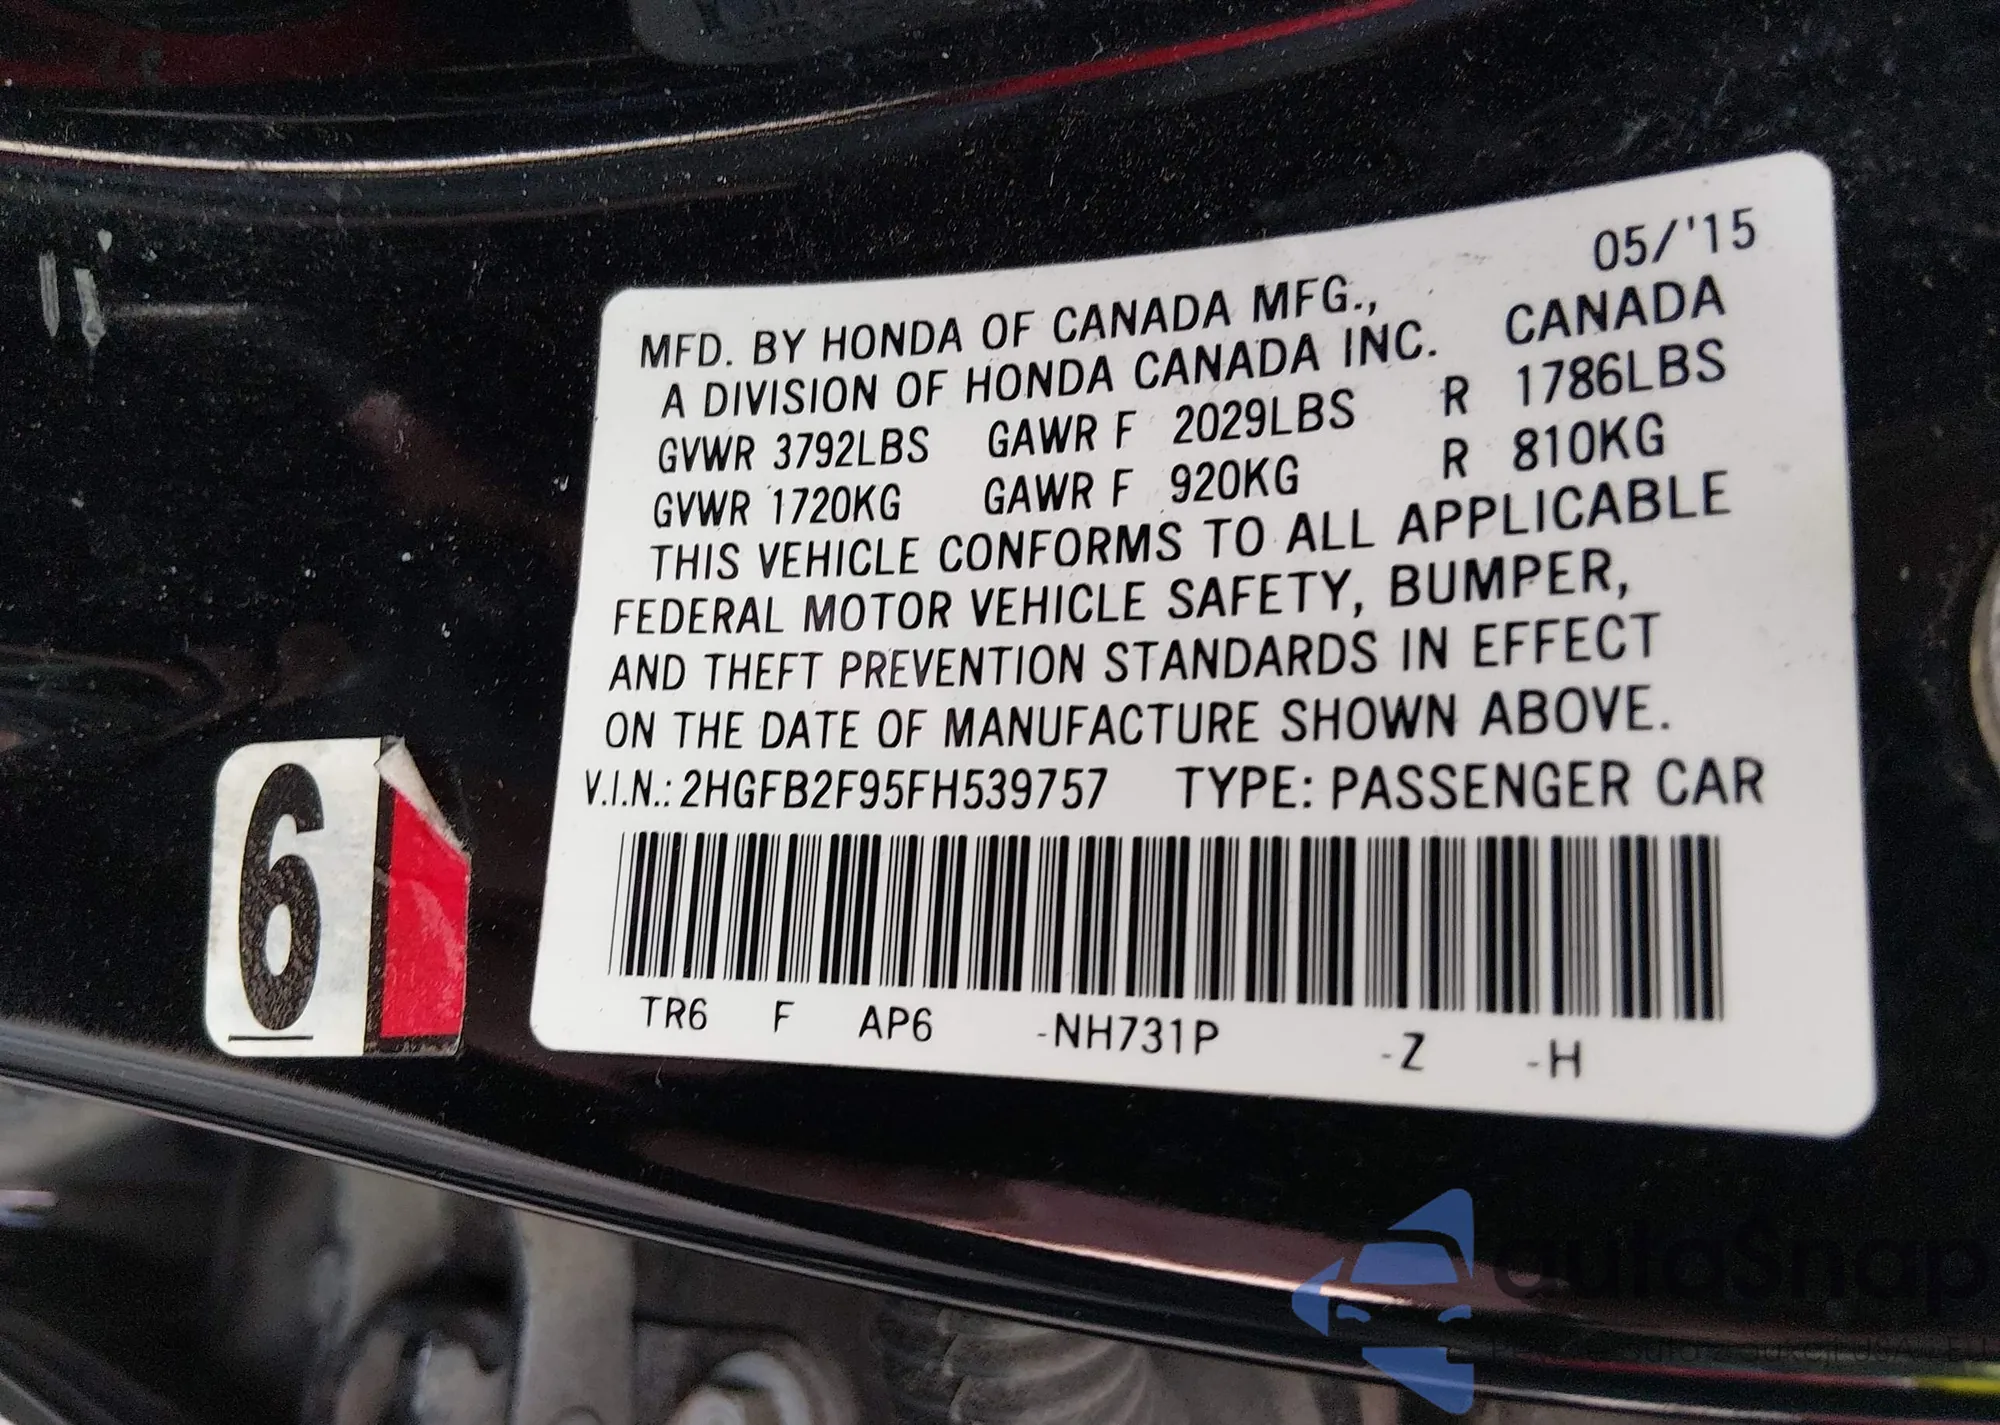 05/'15
MFD. BY HONDA OF CANADA MFG.,
A DIVISION OF HONDA CANADA INC. CANADA
GVWR 3792LBS GAWR F 2029LBS R 1786LBS
GVWR 1720KG GAWR F 920KG R 810KG
THIS VEHICLE CONFORMS TO ALL APPLICABLE
FEDERAL MOTOR VEHICLE SAFETY, BUMPER,
AND THEFT PREVENTION STANDARDS IN EFFECT
ON THE DATE OF MANUFACTURE SHOWN ABOVE.
V.I.N.: 2HGFB2F95FH539757 TYPE: PASSENGER CAR
TR6 F AP6 -NH731P -Z -H
6
autoSnap